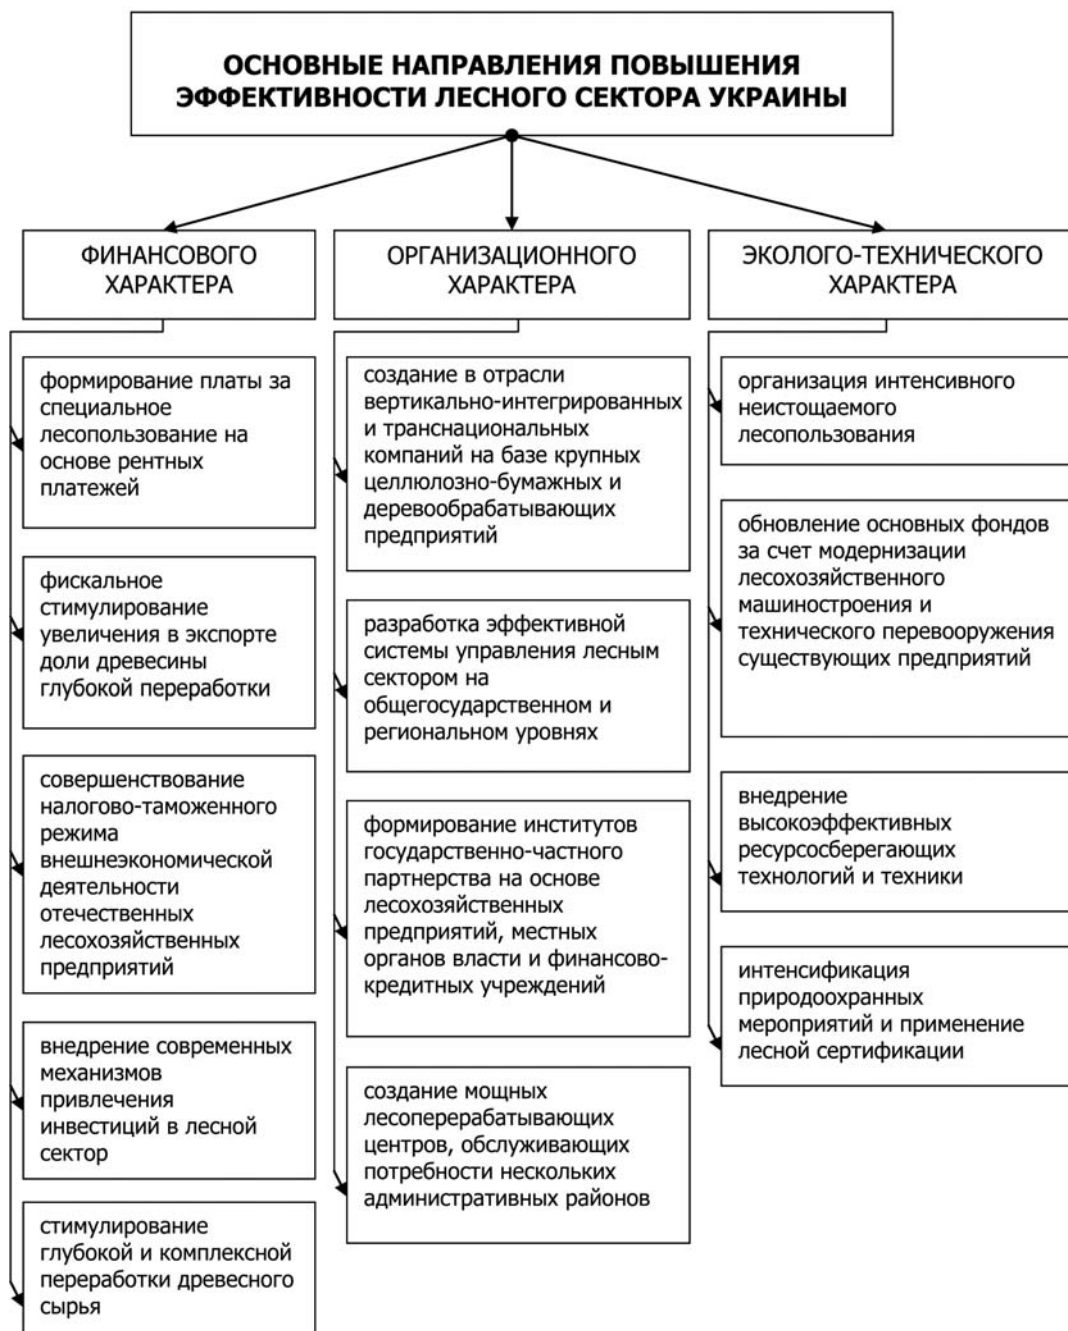 ОСНОВНЫЕ НАПРАВЛЕНИЯ ПОВЫШЕНИЯ
ЭФФЕКТИВНОСТИ ЛЕСНОГО СЕКТОРА УКРАИНЫ
ФИНАНСОВОГО
ХАРАКТЕРА
формирование платы за
специальное
лесопользование на
основе рентных
платежей
фискальное
стимулирование
увеличения в экспорте
доли древесины
глубокой переработки
совершенствование
налогово-таможенного
режима
внешнеэкономической
деятельности
отечественных
лесохозяйственных
предприятий
внедрение современных
механизмов
привлечения
инвестиций в лесной
сектор
стимулирование
глубокой и комплексной
переработки древесного
сырья
ОРГАНИЗАЦИОННОГО
ХАРАКТЕРА
создание в отрасли
вертикально-интегрированных
и транснациональных
компаний на базе крупных
целлюлозно-бумажных и
деревообрабатывающих
предприятий
разработка эффективной
системы управления лесным
сектором на
общегосударственном и
региональном уровнях
формирование институтов
государственно-частного
партнерства на основе
лесохозяйственных
предприятий, местных
органов власти и финансово-
кредитных учреждений
создание мощных
лесоперерабатывающих
центров, обслуживающих
потребности нескольких
административных районов
ЭКОЛОГО-ТЕХНИЧЕСКОГО
ХАРАКТЕРА
организация интенсивного
неистощаемого
лесопользования
обновление основных фондов
за счет модернизации
лесохозяйственного
машиностроения и
технического перевооружения
существующих предприятий
внедрение
высокоэффективных
ресурсосберегающих
технологий и техники
интенсификация
природоохранных
мероприятий и применение
лесной сертификации